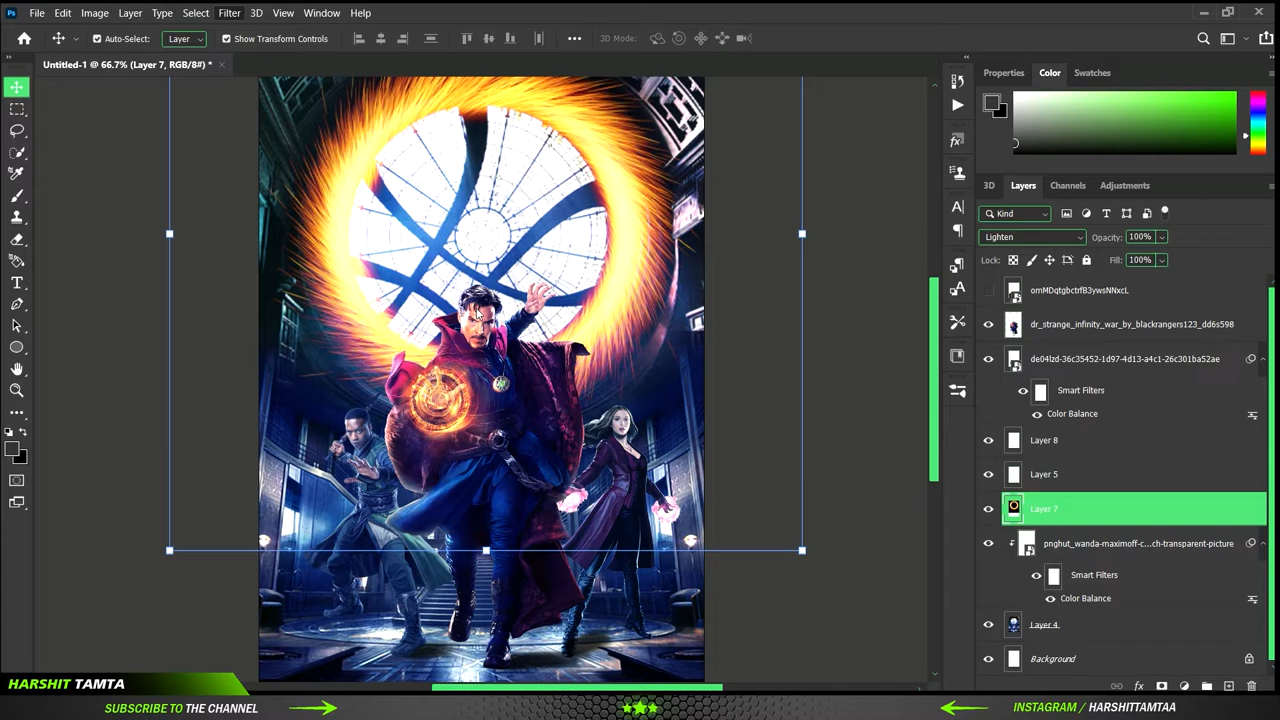 Ps File Edit Image Layer Type Select Filter 3D View Window Help
Auto-Select: Layer Show Transform Controls 3D Mode:
Untitled-1 @ 66.7% (Layer 7, RGB/8#) *
Properties Color Swatches
3D Layers Channels Adjustments
Kind
Lighten Opacity: 100%
Lock: Fill: 100%
omMDqtgbctrfB3ywsNNxcL
dr_strange_infinity_war_by_blackrangers123_dd6s598
de04lzd-36c35452-1d97-4d13-a4c1-26c301ba52ae
Smart Filters
Color Balance
Layer 8
Layer 5
Layer 7
pnghut_wanda-maximoff-c...ch-transparent-picture
Smart Filters
Color Balance
Layer 4
Background
HARSHIT TAMTA
SUBSCRIBE TO THE CHANNEL
INSTAGRAM / HARSHITTAMTAA